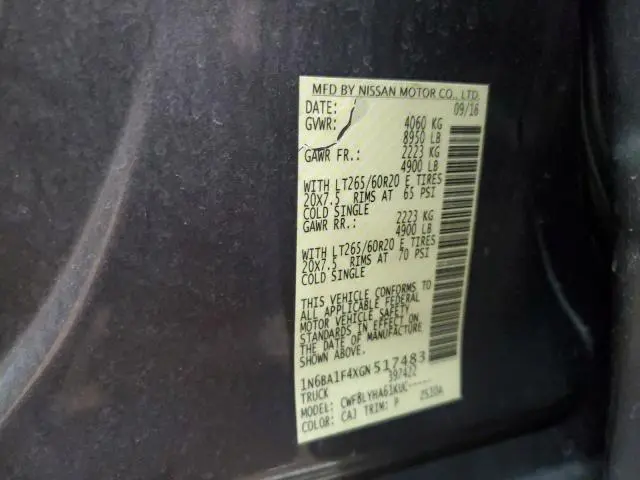 MFD BY NISSAN MOTOR CO., LTD.
DATE: 09/16
GVWR: 4060 KG
8950 LB
GAWR FR.: 2223 KG
4900 LB
WITH LT265/60R20 E TIRES
20X7.5 RIMS AT 65 PSI
COLD SINGLE
GAWR RR.: 2223 KG
4900 LB
WITH LT265/60R20 E TIRES
20X7.5 RIMS AT 70 PSI
COLD SINGLE
THIS VEHICLE CONFORMS TO
ALL APPLICABLE FEDERAL
MOTOR VEHICLE SAFETY
STANDARDS IN EFFECT ON
THE DATE OF MANUFACTURE
SHOWN ABOVE.
1N6BA1F4XGN517483
TRUCK 397422
MODEL: CWF8LYHA61KUC-----
COLOR: CAJ TRIM: P 2S10A